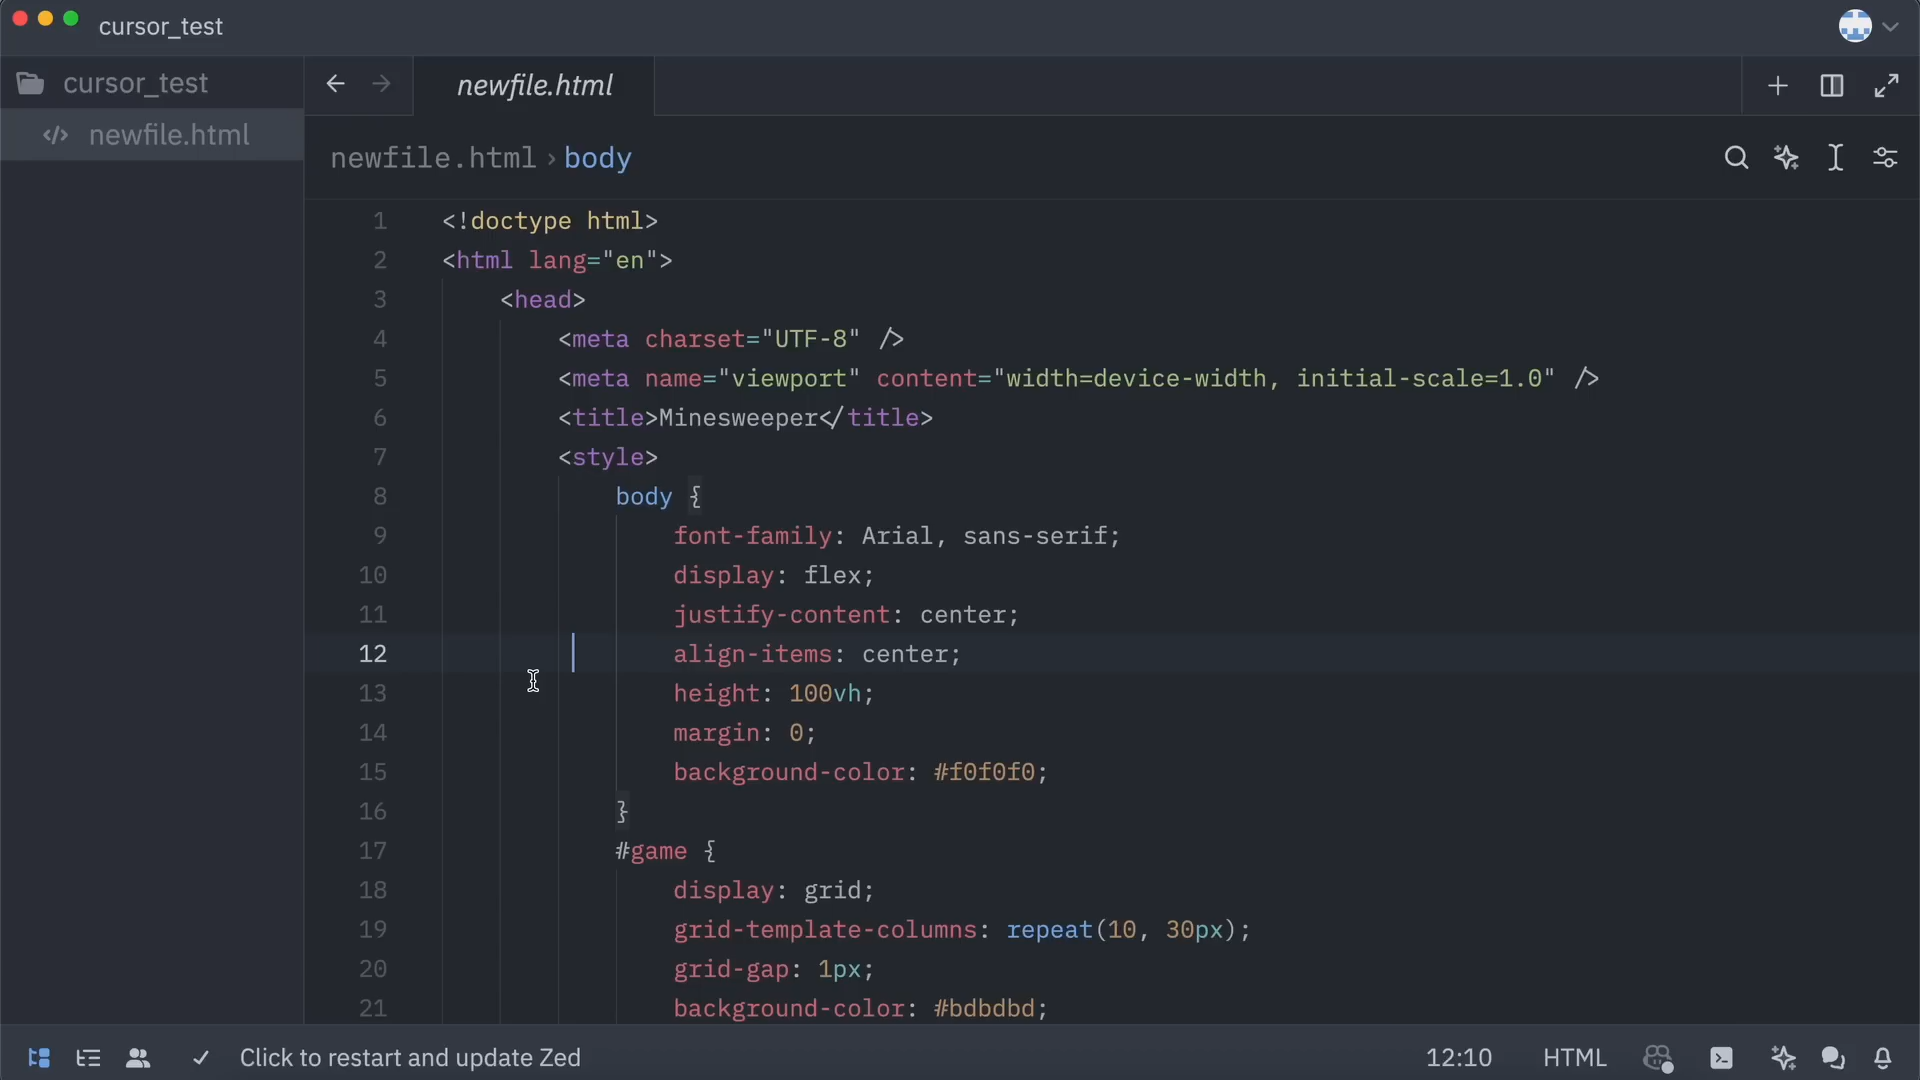 cursor_test
cursor_test
newfile.html
newfile.html
newfile.html › body
1 <!doctype html>
2 <html lang="en">
3 <head>
4 <meta charset="UTF-8" />
5 <meta name="viewport" content="width=device-width, initial-scale=1.0" />
6 <title>Minesweeper</title>
7 <style>
8 body {
9 font-family: Arial, sans-serif;
10 display: flex;
11 justify-content: center;
12 align-items: center;
13 height: 100vh;
14 margin: 0;
15 background-color: #f0f0f0;
16 }
17 #game {
18 display: grid;
19 grid-template-columns: repeat(10, 30px);
20 grid-gap: 1px;
21 background-color: #bdbdbd;
Click to restart and update Zed
12:10 HTML